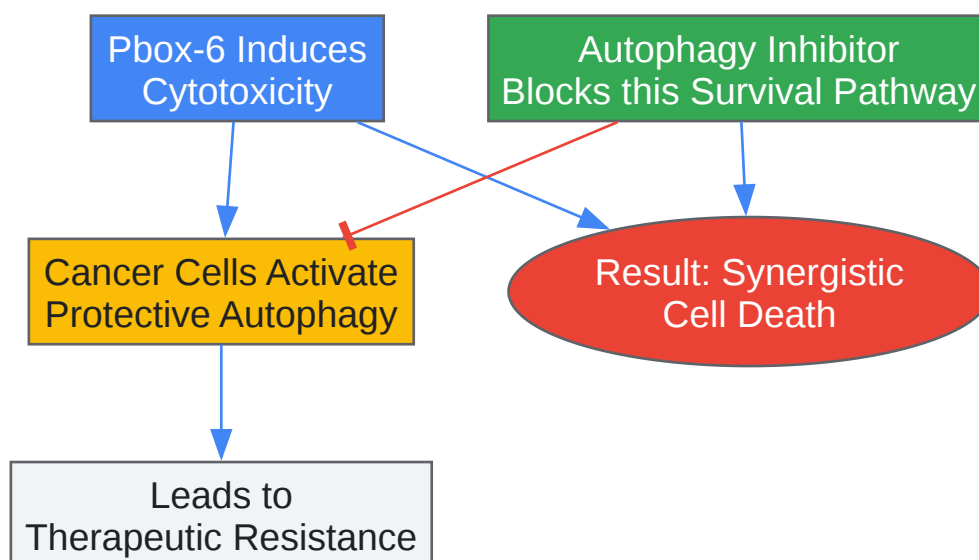 Pbox-6 Induces
Cytotoxicity
Autophagy Inhibitor
Blocks this Survival Pathway
Cancer Cells Activate
Protective Autophagy
Result: Synergistic
Cell Death
Leads to
Therapeutic Resistance